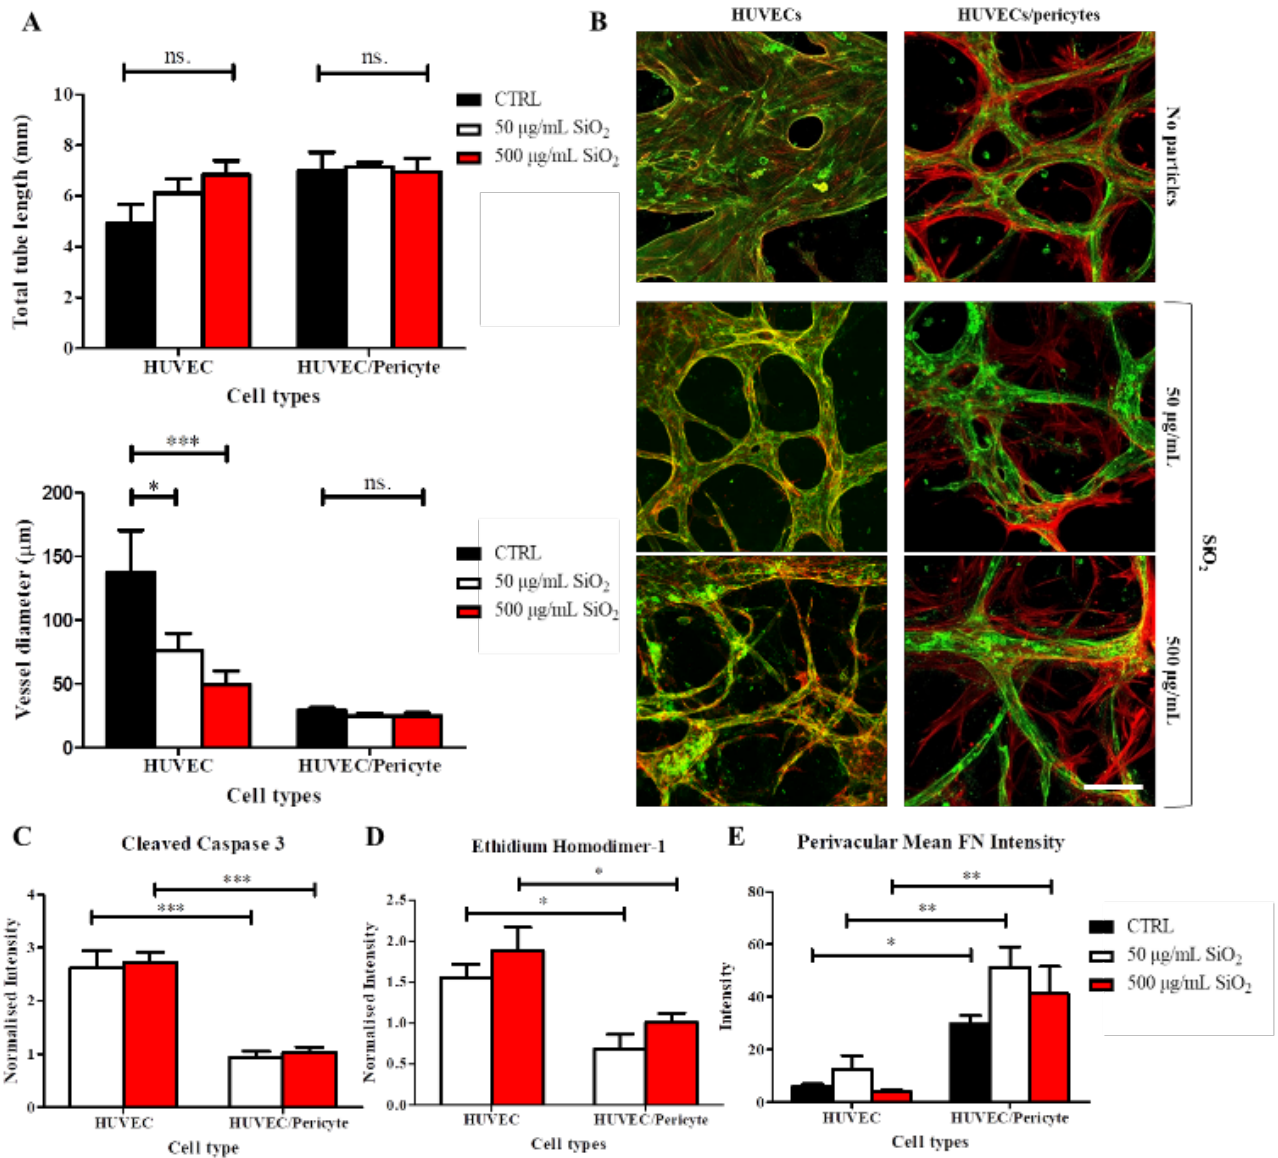 A
ns.
ns.
10
8
6
4
2
0
Total tube length (mm)
CTRL
50 μg/mL SiO2
500 μg/mL SiO2
HUVEC
HUVEC/Pericyte
Cell types
***
*
ns.
200
150
100
50
0
Vessel diameter (μm)
CTRL
50 μg/mL SiO2
500 μg/mL SiO2
HUVEC
HUVEC/Pericyte
Cell types
B
HUVECs
HUVECs/pericytes
No particles
50 μg/mL
500 μg/mL
SiO2
C
Cleaved Caspase 3
***
***
4
3
2
1
0
Normalised Intensity
HUVEC
HUVEC/Pericyte
Cell type
D
Ethidium Homodimer-1
*
*
2.5
2.0
1.5
1.0
0.5
0.0
Normalised Intensity
HUVEC
HUVEC/Pericyte
Cell types
E
Perivacular Mean FN Intensity
**
**
*
80
60
40
20
0
Intensity
CTRL
50 μg/mL SiO2
500 μg/mL SiO2
HUVEC
HUVEC/Pericyte
Cell types